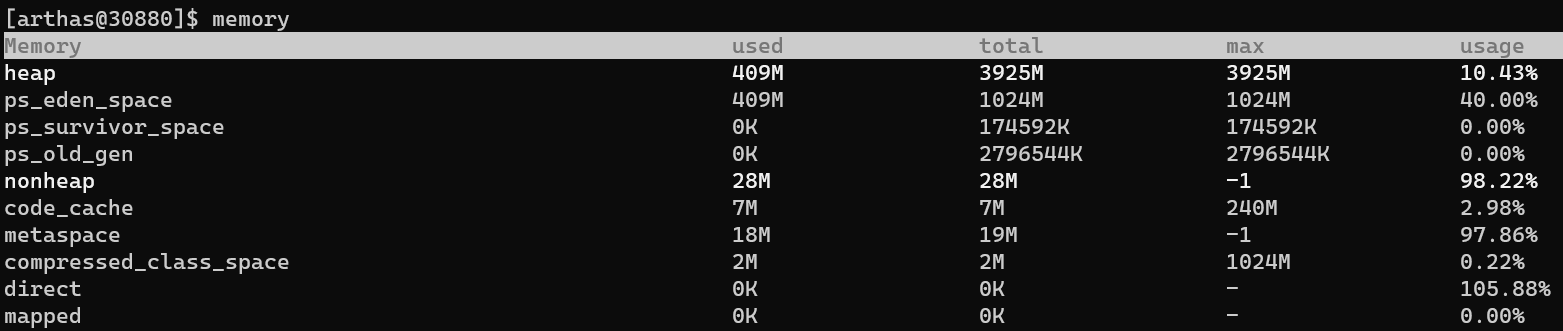 [arthas@30880]$ memory
Memory used total max usage
heap 409M 3925M 3925M 10.43%
ps_eden_space 409M 1024M 1024M 40.00%
ps_survivor_space 0K 174592K 174592K 0.00%
ps_old_gen 0K 2796544K 2796544K 0.00%
nonheap 28M 28M -1 98.22%
code_cache 7M 7M 240M 2.98%
metaspace 18M 19M -1 97.86%
compressed_class_space 2M 2M 1024M 0.22%
direct 0K 0K - 105.88%
mapped 0K 0K - 0.00%